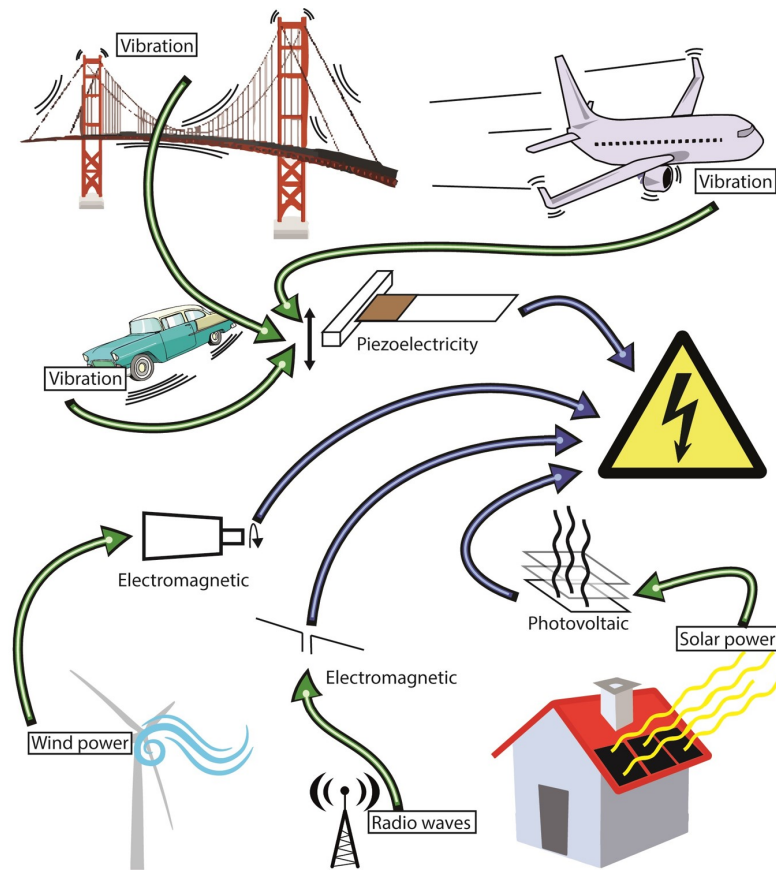 Vibration
Vibration
Piezoelectricity
Vibration
Electromagnetic
Photovoltaic
Solar power
Electromagnetic
Wind power
Radio waves